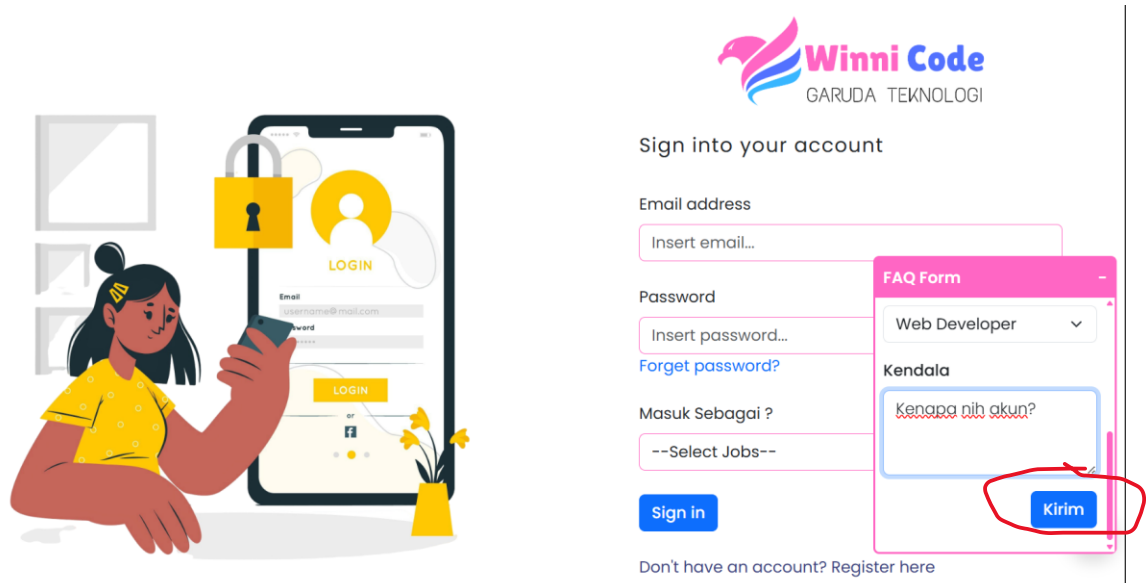 Winni Code
GARUDA TEKNOLOGI
Sign into your account
Email address
Insert email...
Password
Insert password...
Forget password?
Masuk Sebagai ?
--Select Jobs--
Sign in
Don't have an account? Register here
FAQ Form
Web Developer
Kendala
Kenapa nih akun?
Kirim
LOGIN
Email
username@mail.com
LOGIN
or